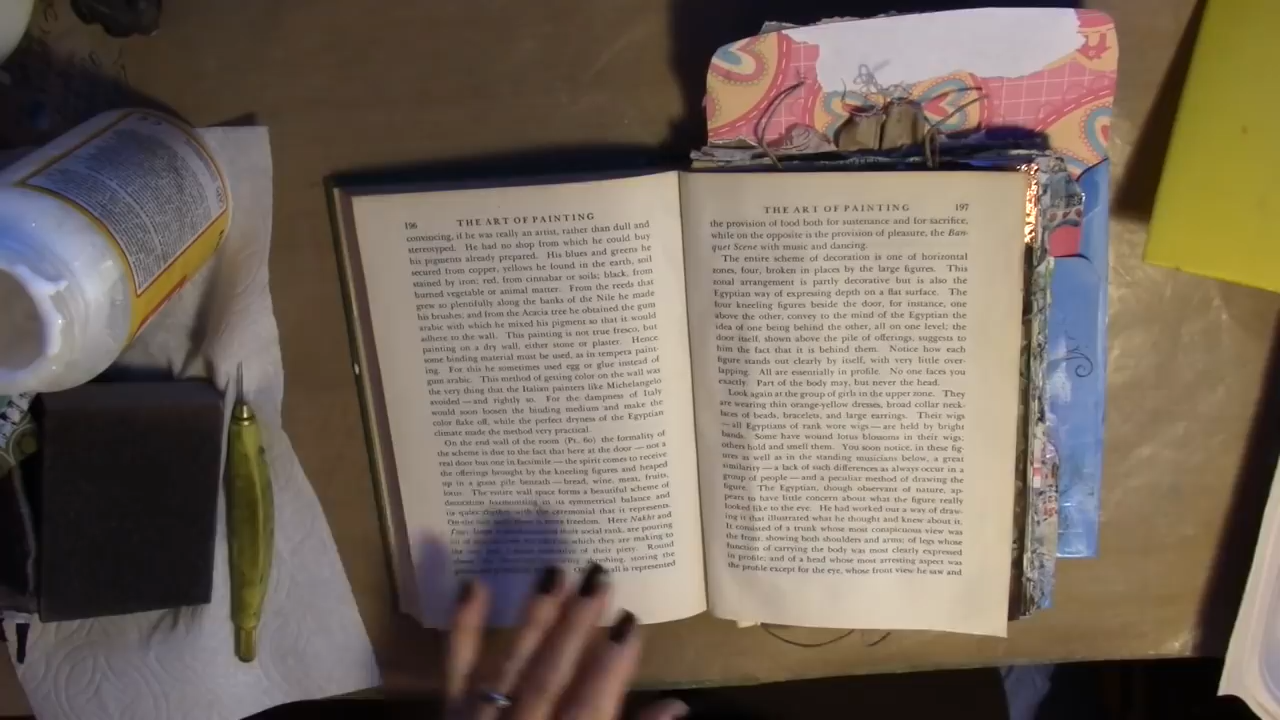 196 THE ART OF PAINTING
convincing, if he was really an artist, rather than dull and
stereotyped. He had no shop from which he could buy
his pigments already prepared. His blues and greens he
secured from copper, yellows he found in the earth, soil
stained by iron; red, from cinnabar or soils; black, from
burned vegetable or animal matter. From the reeds that
grew so plentifully along the banks of the Nile he made
his brushes; and from the Acacia tree he obtained the gum
arabic with which he mixed his pigment so that it would
adhere to the wall. This painting is not true fresco, but
painting on a dry wall, either stone or plaster. Hence
some binding material must be used, as in tempera paint-
ing. For this he sometimes used egg or glue instead of
gum arabic. This method of getting color on the wall was
the very thing that the Italian painters like Michelangelo
avoided — and rightly so. For the dampness of Italy
would soon loosen the binding medium and make the
color flake off, while the perfect dryness of the Egyptian
climate made the method very practical.
On the end wall of the room (Pl. 60) the formality of
the scheme is due to the fact that here at the door — not a
real door but one in facsimile — the spirit comes to receive
the offerings brought by the kneeling figures and heaped
up in a great pile beneath — bread, wine, meat, fruits,
lotus. The entire wall space forms a beautiful scheme of
decoration harmonizing in its symmetrical balance and
rhythm with the ceremonial that it represents.
freedom. Here Nakht and
their social rank, are pouring
which they are making to
of their piety. Round
storing the
wall is represented
THE ART OF PAINTING 197
the provision of food both for sustenance and for sacrifice,
while on the opposite is the provision of pleasure, the Ban-
quet Scene with music and dancing.
The entire scheme of decoration is one of horizontal
zones, four, broken in places by the large figures. This
zonal arrangement is partly decorative but is also the
Egyptian way of expressing depth on a flat surface. The
four kneeling figures beside the door, for instance, one
above the other, convey to the mind of the Egyptian the
idea of one being behind the other, all on one level; the
door itself, shown above the pile of offerings, suggests to
him the fact that it is behind them. Notice how each
figure stands out clearly by itself, with very little over-
lapping. All are essentially in profile. No one faces you
exactly. Part of the body may, but never the head.
Look again at the group of girls in the upper zone. They
are wearing thin orange-yellow dresses, broad collar neck-
laces of beads, bracelets, and large earrings. Their wigs
— all Egyptians of rank wore wigs — are held by bright
bands. Some have wound lotus blossoms in their wigs;
others hold and smell them. You soon notice, in these fig-
ures as well as in the standing musicians below, a great
similarity — a lack of such differences as always occur in a
group of people — and a peculiar method of drawing the
figure. The Egyptian, though observant of nature, ap-
pears to have little concern about what the figure really
looked like to the eye. He had worked out a way of draw-
ing it that illustrated what he thought and knew about it.
It consisted of a trunk whose most conspicuous view was
the front, showing both shoulders and arms; of legs whose
function of carrying the body was most clearly expressed
in profile; and of a head whose most arresting aspect was
the profile except for the eye, whose front view he saw and